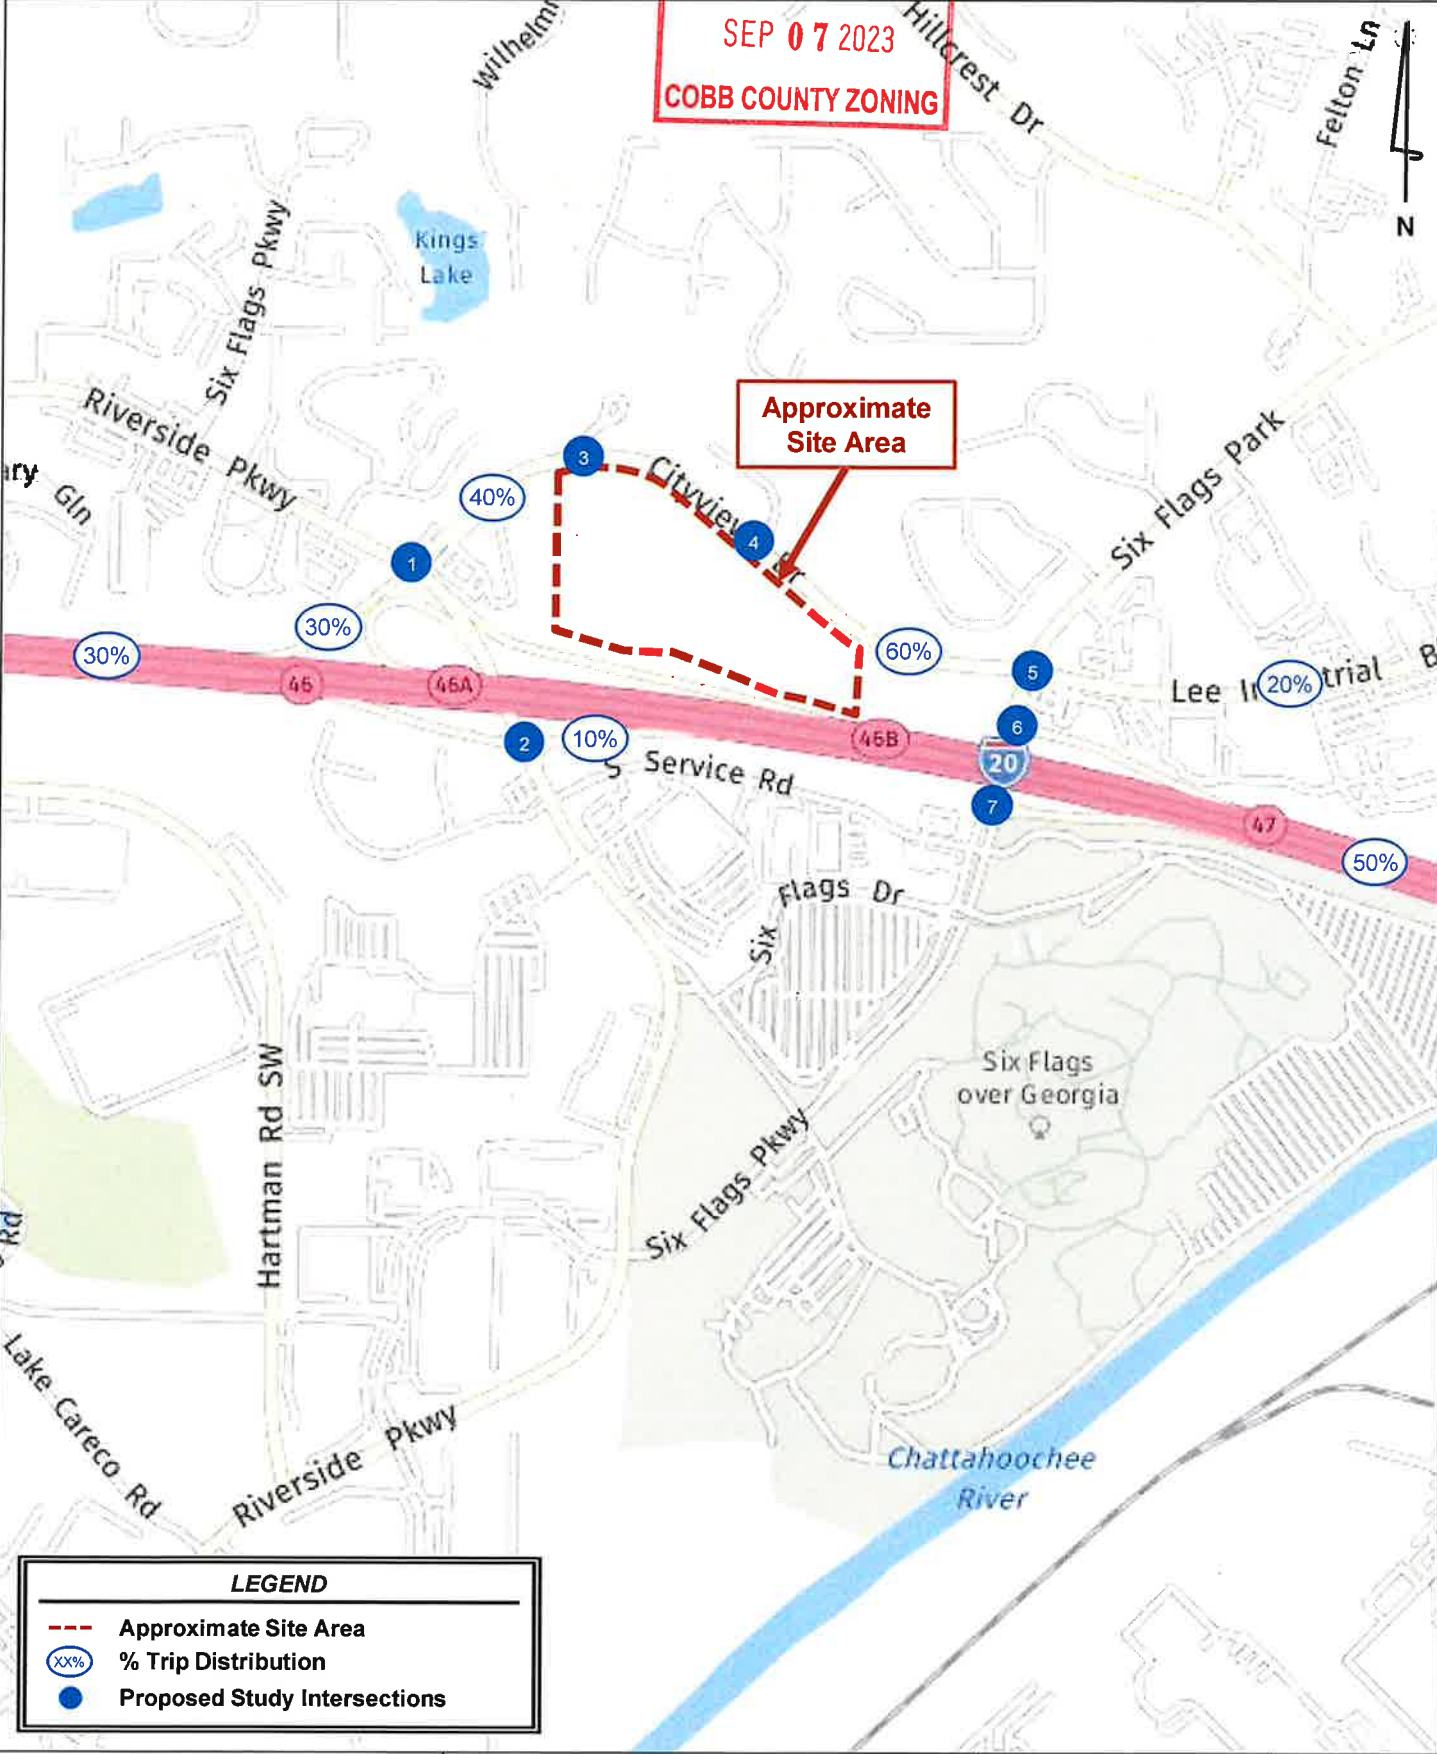 SEP 07 2023
COBB COUNTY ZONING
Hillcrest Dr
Felton Ln
N
Kings
Lake
Six Flags Pkwy
Riverside Pkwy
Gln
Approximate
Site Area
3
Cityview Dr
40%
4
1
Six Flags Park
30%
30%
60%
5
Lee In
20%
trial
B
46
46A
2
10%
46B
6
20
7
S Service Rd
47
50%
Six Flags Dr
Six Flags
over Georgia
Hartman Rd SW
Six Flags Pkwy
Rd
Lake Careco Rd
Riverside Pkwy
Chattahoochee
River
LEGEND
Approximate Site Area
XX% % Trip Distribution
Proposed Study Intersections